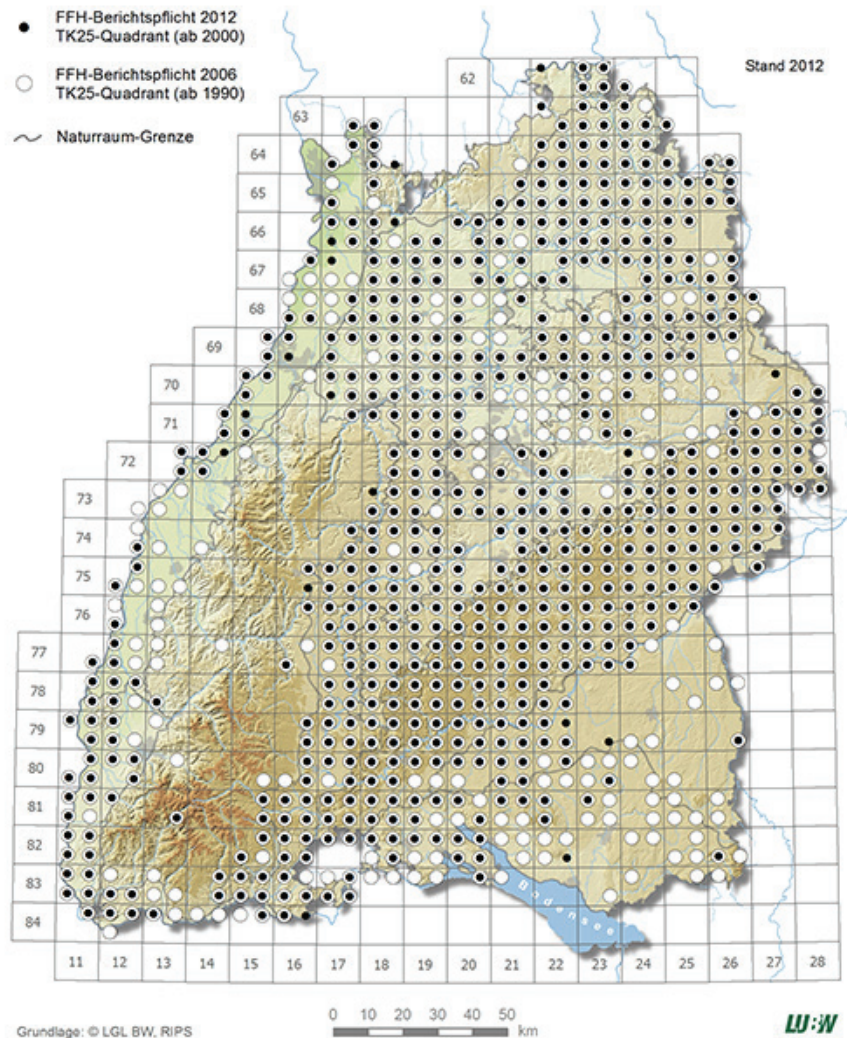 FFH-Berichtspflicht 2012
TK25-Quadrant (ab 2000)
FFH-Berichtspflicht 2006
TK25-Quadrant (ab 1990)
Naturraum-Grenze
Stand 2012
62
63
64
65
66
67
68
69
70
71
72
73
74
75
76
77
78
79
80
81
82
83
84
Bodensee
11 12 13 14 15 16 17 18 19 20 21 22 23 24 25 26 27 28
0 10 20 30 40 50
km
Grundlage: © LGL BW, RIPS
LU:W